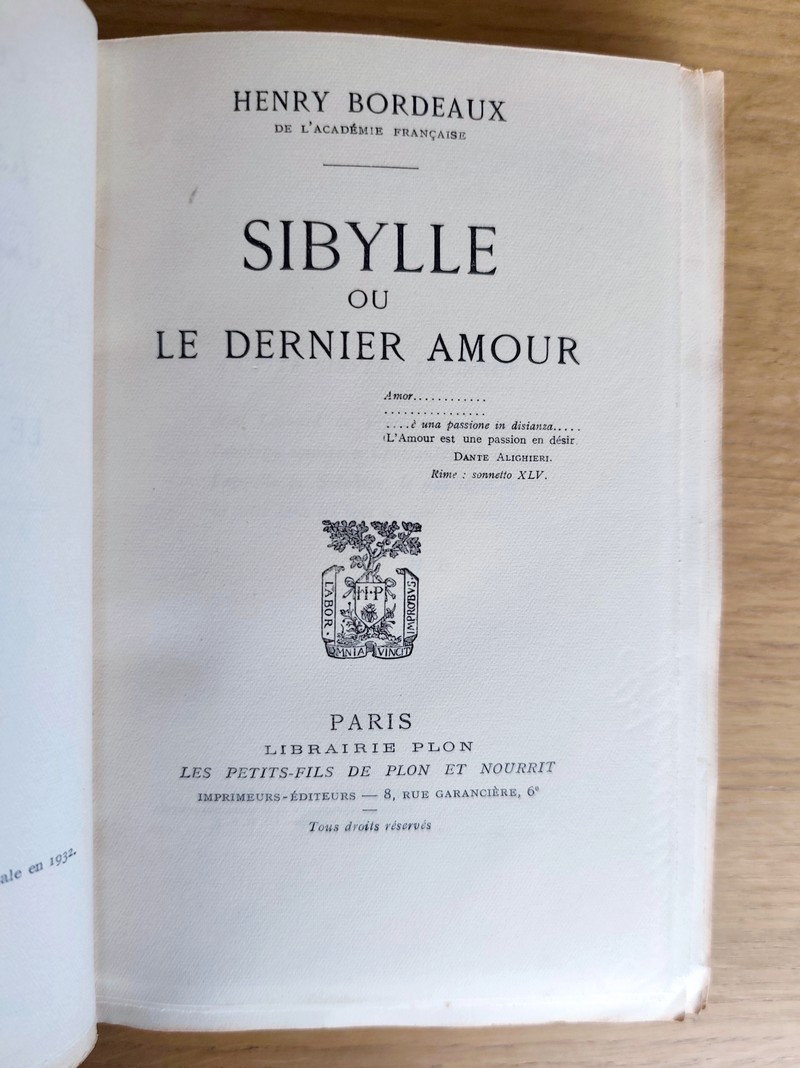 HENRY BORDEAUX
DE L'ACADÉMIE FRANÇAISE
SIBYLLE
OU
LE DERNIER AMOUR
Amor............
................
....è una passione in disianza.....
(L'Amour est une passion en désir
DANTE ALIGHIERI.
Rime : sonnetto XLV.
H·P
LABOR·
OMNIA VINCIT
IMPROBVS·
PARIS
LIBRAIRIE PLON
LES PETITS-FILS DE PLON ET NOURRIT
IMPRIMEURS-ÉDITEURS — 8, RUE GARANCIÈRE, 6e
Tous droits réservés
ale en 1932.